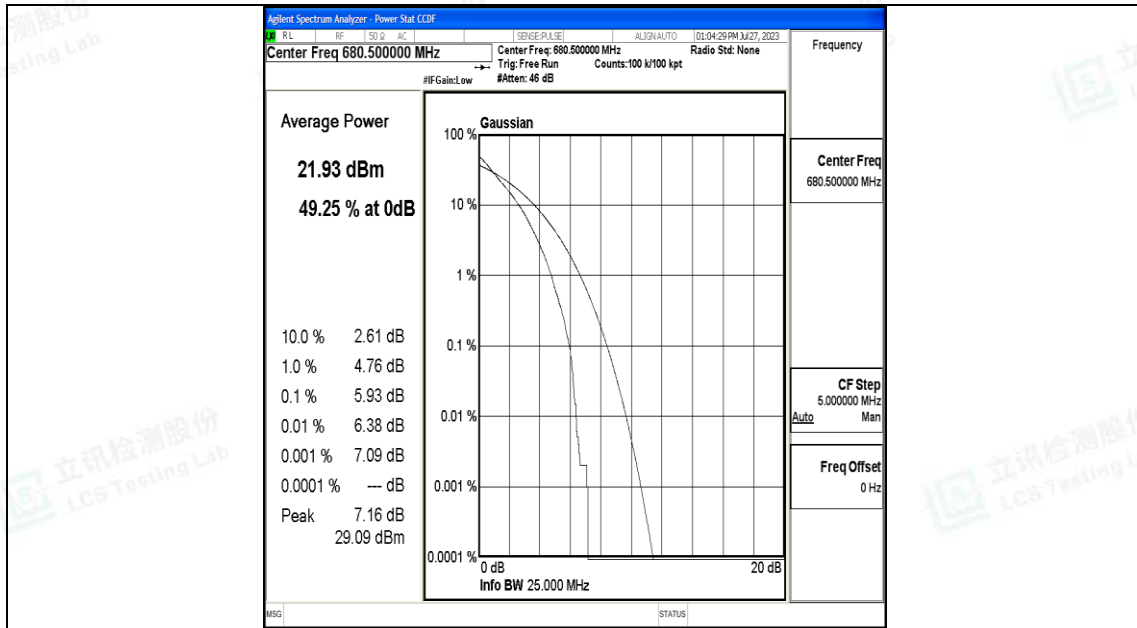 Agilent Spectrum Analyzer - Power Stat CCDF
LXI RL RF 50 Ω AC SENSE:PULSE ALIGN AUTO 01:04:29 PM Jul 27, 2023
Center Freq 680.500000 MHz
Center Freq: 680.500000 MHz Radio Std: None
Trig: Free Run Counts:100 k/100 kpt
#IFGain:Low #Atten: 46 dB
Frequency
Average Power
21.93 dBm
49.25 % at 0dB
10.0 % 2.61 dB
1.0 % 4.76 dB
0.1 % 5.93 dB
0.01 % 6.38 dB
0.001 % 7.09 dB
0.0001 % --- dB
Peak 7.16 dB
29.09 dBm
Gaussian
100 %
10 %
1 %
0.1 %
0.01 %
0.001 %
0.0001 %
0 dB 20 dB
Info BW 25.000 MHz
Center Freq
680.500000 MHz
CF Step
5.000000 MHz
Auto Man
Freq Offset
0 Hz
MSG STATUS
立讯检测股份
LCS Testing Lab